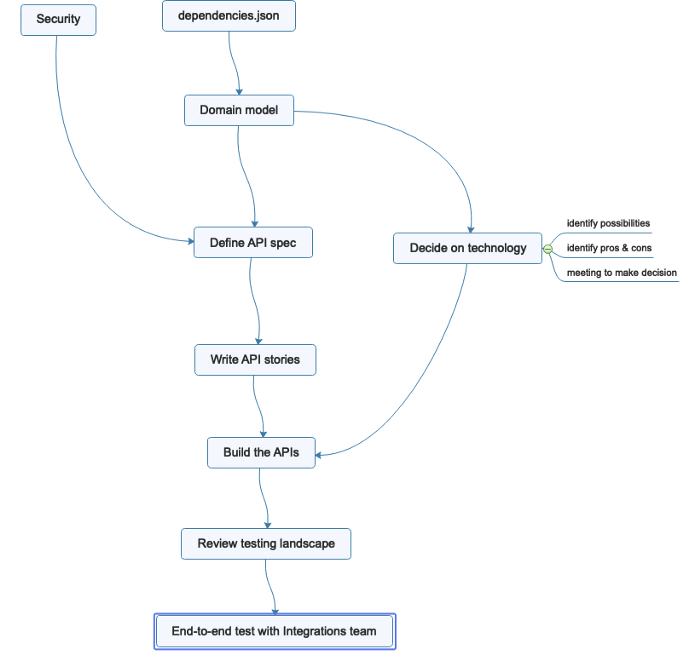 Security
dependencies.json
Domain model
Define API spec
Decide on technology
identify possibilities
identify pros & cons
meeting to make decision
Write API stories
Build the APIs
Review testing landscape
End-to-end test with Integrations team